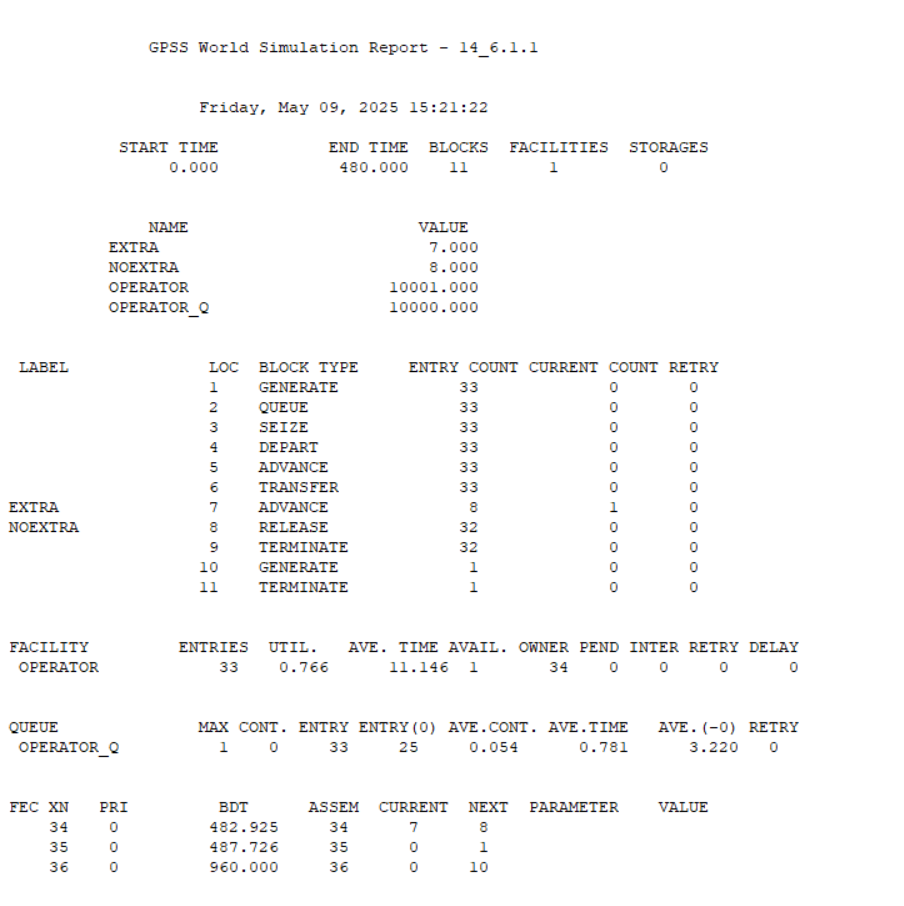 GPSS World Simulation Report - 14_6.1.1
Friday, May 09, 2025 15:21:22
START TIME END TIME BLOCKS FACILITIES STORAGES
0.000 480.000 11 1 0
NAME VALUE
EXTRA 7.000
NOEXTRA 8.000
OPERATOR 10001.000
OPERATOR_Q 10000.000
LABEL LOC BLOCK TYPE ENTRY COUNT CURRENT COUNT RETRY
1 GENERATE 33 0 0
2 QUEUE 33 0 0
3 SEIZE 33 0 0
4 DEPART 33 0 0
5 ADVANCE 33 0 0
6 TRANSFER 33 0 0
EXTRA 7 ADVANCE 8 1 0
NOEXTRA 8 RELEASE 32 0 0
9 TERMINATE 32 0 0
10 GENERATE 1 0 0
11 TERMINATE 1 0 0
FACILITY ENTRIES UTIL. AVE. TIME AVAIL. OWNER PEND INTER RETRY DELAY
OPERATOR 33 0.766 11.146 1 34 0 0 0 0
QUEUE MAX CONT. ENTRY ENTRY(0) AVE.CONT. AVE.TIME AVE.(-0) RETRY
OPERATOR_Q 1 0 33 25 0.054 0.781 3.220 0
FEC XN PRI BDT ASSEM CURRENT NEXT PARAMETER VALUE
34 0 482.925 34 7 8
35 0 487.726 35 0 1
36 0 960.000 36 0 10